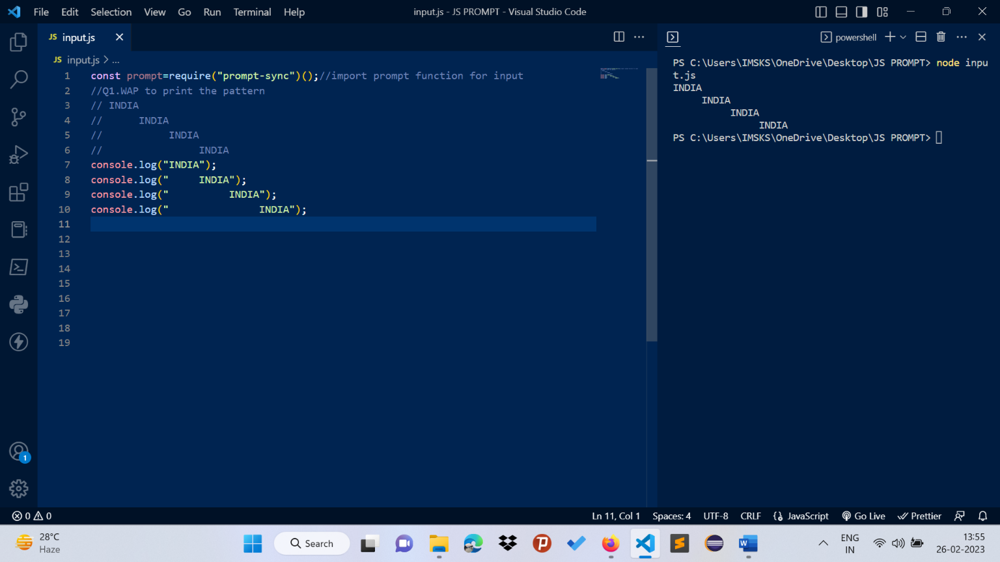 File Edit Selection View Go Run Terminal Help
input.js - JS PROMPT - Visual Studio Code
JS input.js
JS input.js > ...
1 const prompt=require("prompt-sync")();//import prompt function for input
2 //Q1.WAP to print the pattern
3 // INDIA
4 //      INDIA
5 //           INDIA
6 //                INDIA
7 console.log("INDIA");
8 console.log("     INDIA");
9 console.log("          INDIA");
10 console.log("               INDIA");
11
12
13
14
15
16
17
18
19
powershell
PS C:\Users\IMSKS\OneDrive\Desktop\JS PROMPT> node inpu
t.js
INDIA
     INDIA
          INDIA
               INDIA
PS C:\Users\IMSKS\OneDrive\Desktop\JS PROMPT>
1
0 0
Ln 11, Col 1 Spaces: 4 UTF-8 CRLF JavaScript Go Live Prettier
28°C
Haze
Search
ENG
IN
13:55
26-02-2023